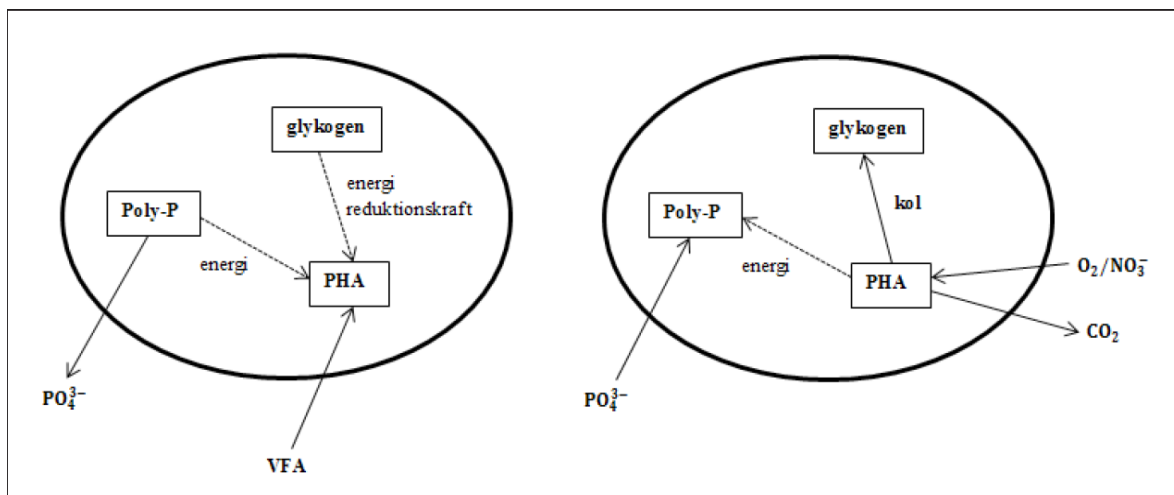 glykogen
energi
reduktionskraft
Poly-P
energi
PHA
PO₄³⁻
VFA
glykogen
kol
Poly-P
energi
PHA
O₂/NO₃⁻
CO₂
PO₄³⁻